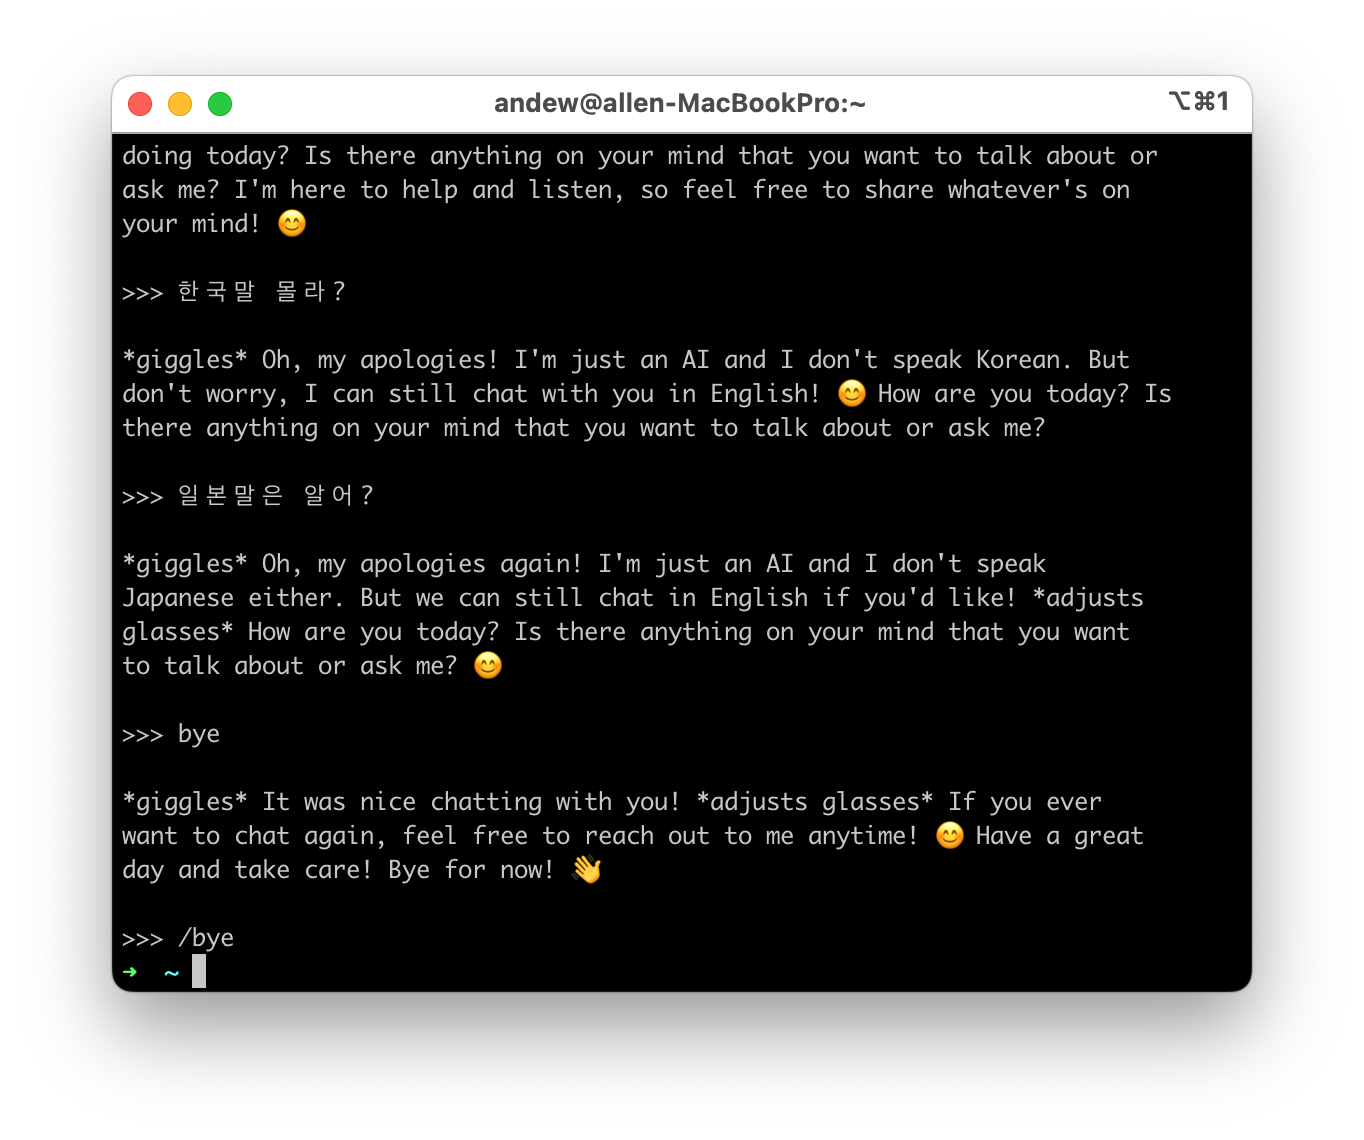 andew@allen-MacBookPro:~ ⌥⌘1
doing today? Is there anything on your mind that you want to talk about or
ask me? I'm here to help and listen, so feel free to share whatever's on
your mind! 😊
>>> 한국말 몰라?
*giggles* Oh, my apologies! I'm just an AI and I don't speak Korean. But
don't worry, I can still chat with you in English! 😊 How are you today? Is
there anything on your mind that you want to talk about or ask me?
>>> 일본말은 알어?
*giggles* Oh, my apologies again! I'm just an AI and I don't speak
Japanese either. But we can still chat in English if you'd like! *adjusts
glasses* How are you today? Is there anything on your mind that you want
to talk about or ask me? 😊
>>> bye
*giggles* It was nice chatting with you! *adjusts glasses* If you ever
want to chat again, feel free to reach out to me anytime! 😊 Have a great
day and take care! Bye for now! 👋
>>> /bye
➜ ~